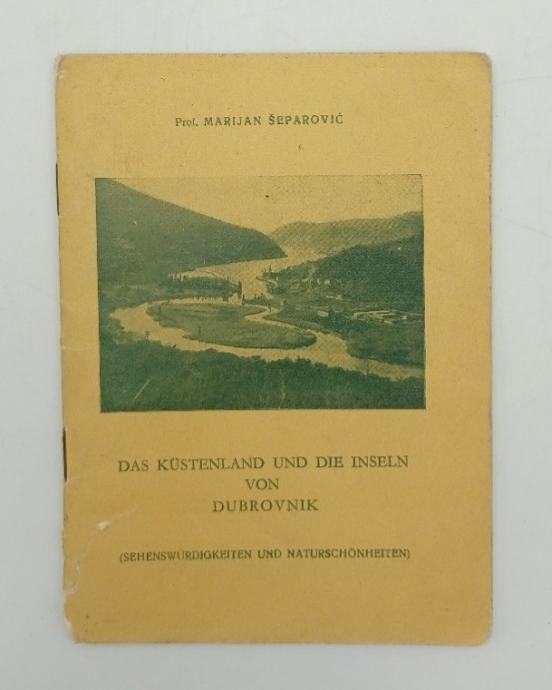 Prof. MARIJAN ŠEPAROVIĆ
DAS KÜSTENLAND UND DIE INSELN
VON
DUBROVNIK
(SEHENSWÜRDIGKEITEN UND NATURSCHÖNHEITEN)